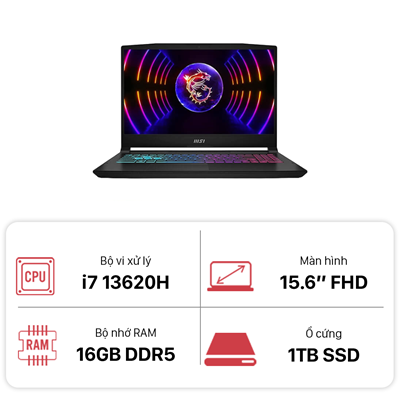 msi
CPU
Bộ vi xử lý
i7 13620H
Màn hình
15.6" FHD
RAM
Bộ nhớ RAM
16GB DDR5
Ổ cứng
1TB SSD